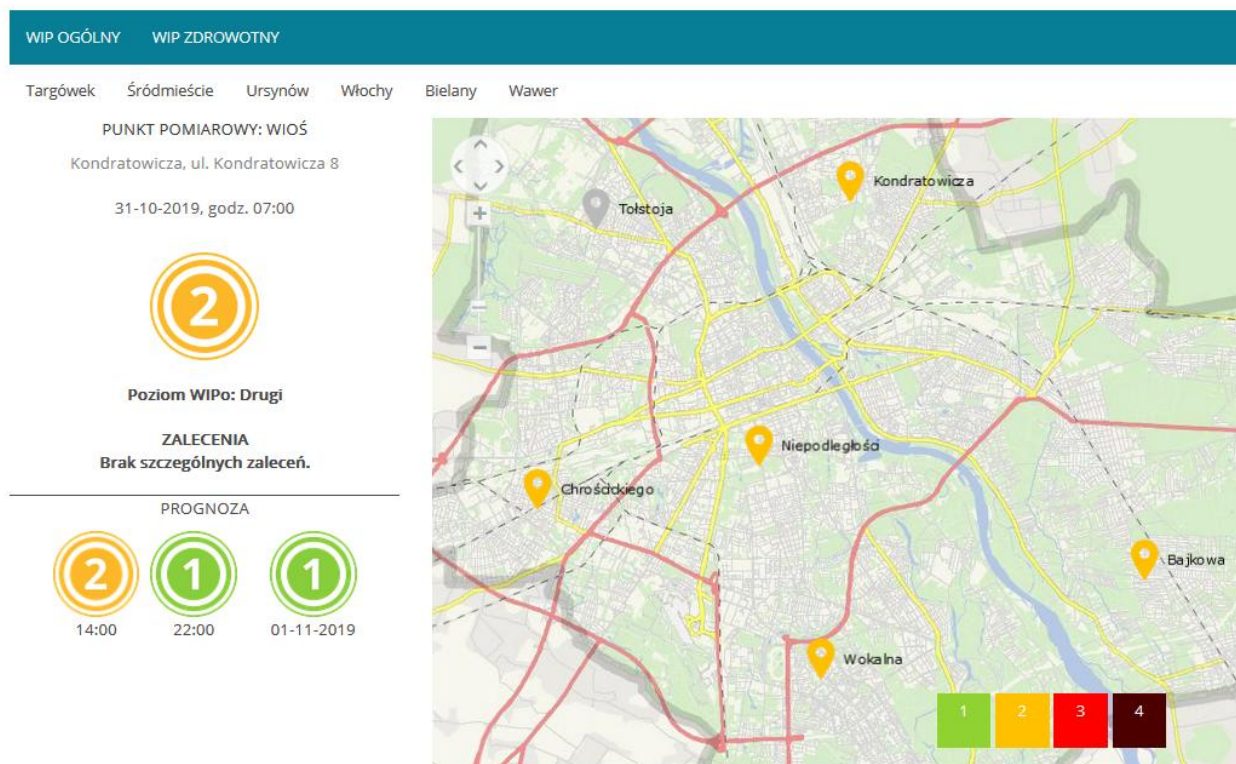 WIP OGÓLNY WIP ZDROWOTNY
Targówek Śródmieście Ursynów Włochy Bielany Wawer
PUNKT POMIAROWY: WIOŚ
Kondratowicza, ul. Kondratowicza 8
31-10-2019, godz. 07:00
2
Poziom WIPo: Drugi
ZALECENIA
Brak szczególnych zaleceń.
PROGNOZA
2 1 1
14:00 22:00 01-11-2019
Kondratowicza
Tołstoja
Niepodległości
Chrościckiego
Bajkowa
Wokalna
1 2 3 4